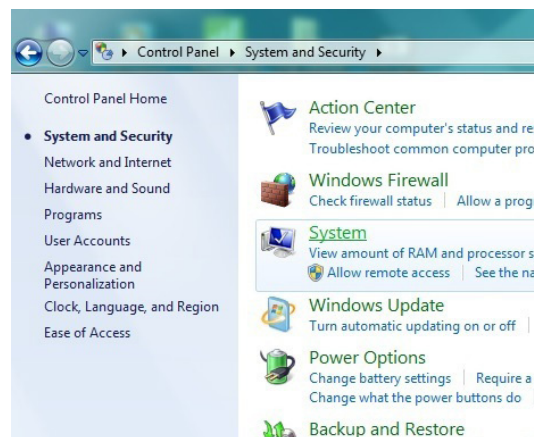 Control Panel System and Security
Control Panel Home
System and Security
Network and Internet
Hardware and Sound
Programs
User Accounts
Appearance and
Personalization
Clock, Language, and Region
Ease of Access
Action Center
Review your computer's status and re
Troubleshoot common computer pro
Windows Firewall
Check firewall status Allow a prog
System
View amount of RAM and processor s
Allow remote access See the na
Windows Update
Turn automatic updating on or off
Power Options
Change battery settings Require a
Change what the power buttons do
Backup and Restore